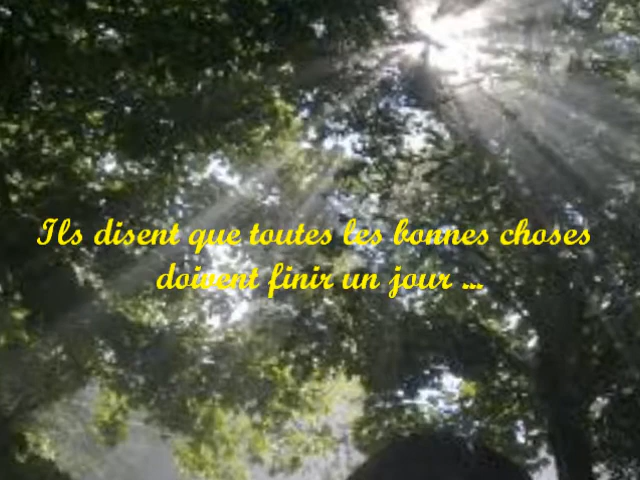 Ils disent que toutes les bonnes choses
doivent finir un jour ...